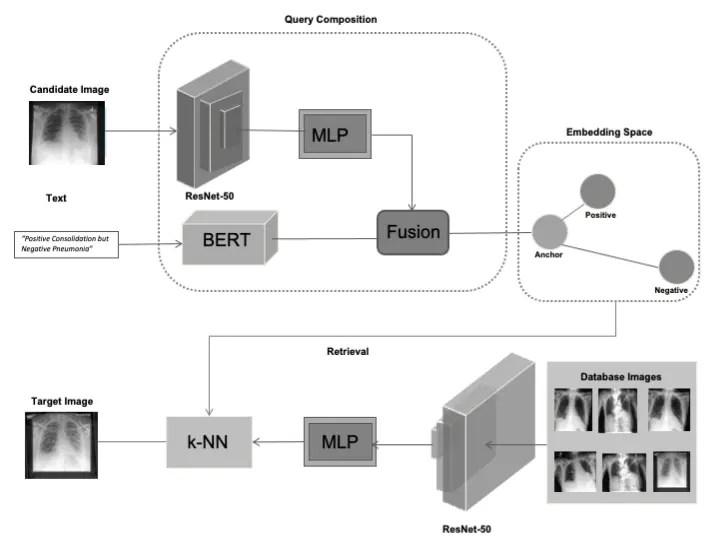 Query Composition
Candidate Image
MLP
Embedding Space
ResNet-50
Text
Positive
"Positive Consolidation but
Negative Pneumonia"
BERT
Fusion
Anchor
Negative
Retrieval
Database Images
Target Image
k-NN
MLP
ResNet-50